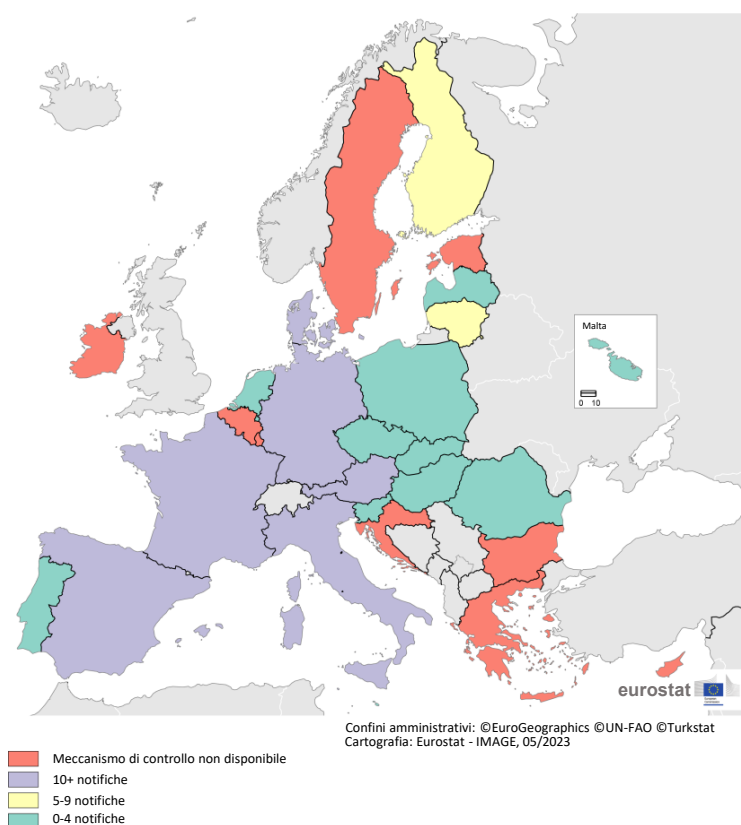 Malta
0 10
eurostat
Confini amministrativi: ©EuroGeographics ©UN-FAO ©Turkstat
Cartografia: Eurostat - IMAGE, 05/2023
Meccanismo di controllo non disponibile
10+ notifiche
5-9 notifiche
0-4 notifiche